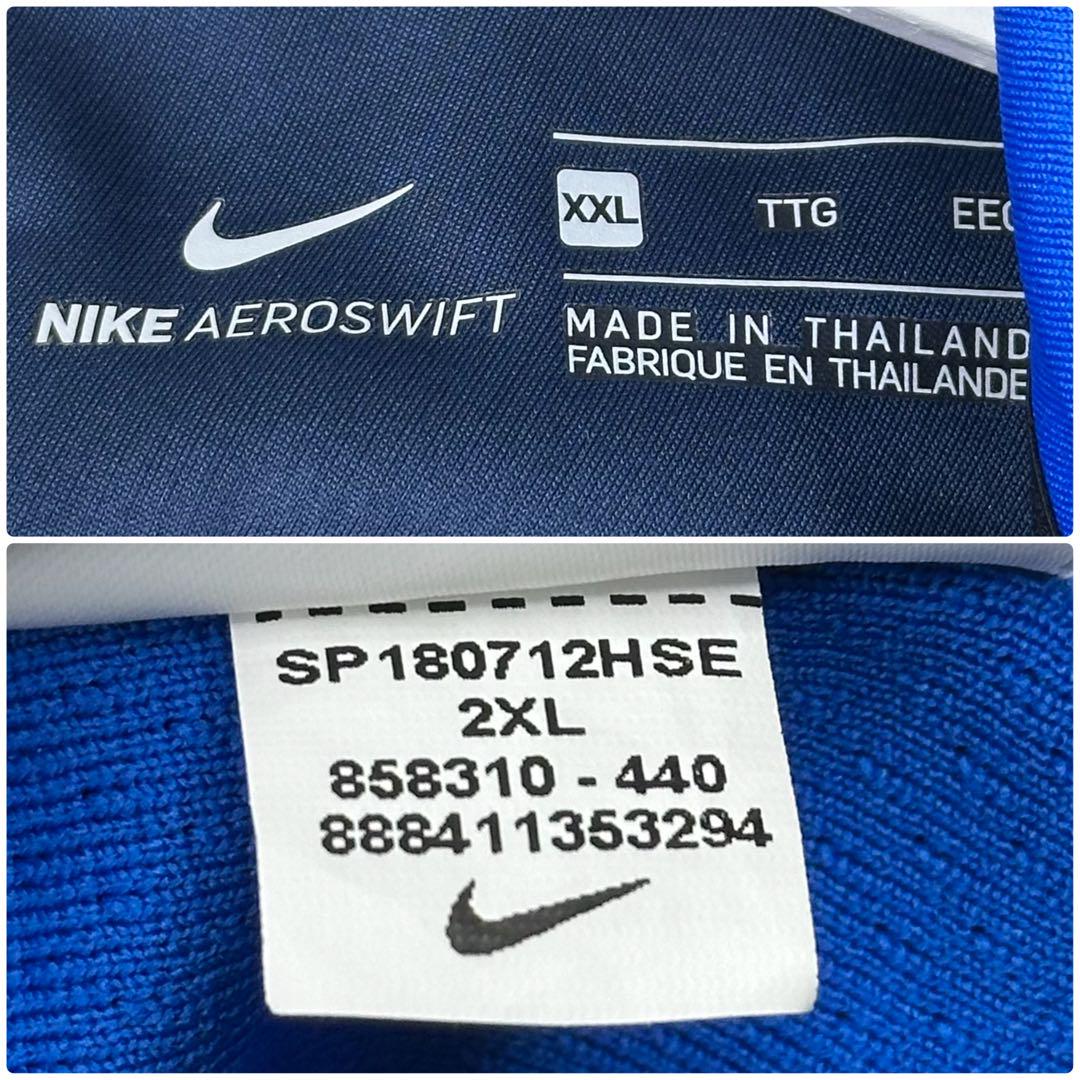 NIKE AEROSWIFT
XXL TTG
MADE IN THAILAND
FABRIQUE EN THAILANDE
SP180712HSE
2XL
858310 - 440
888411353294